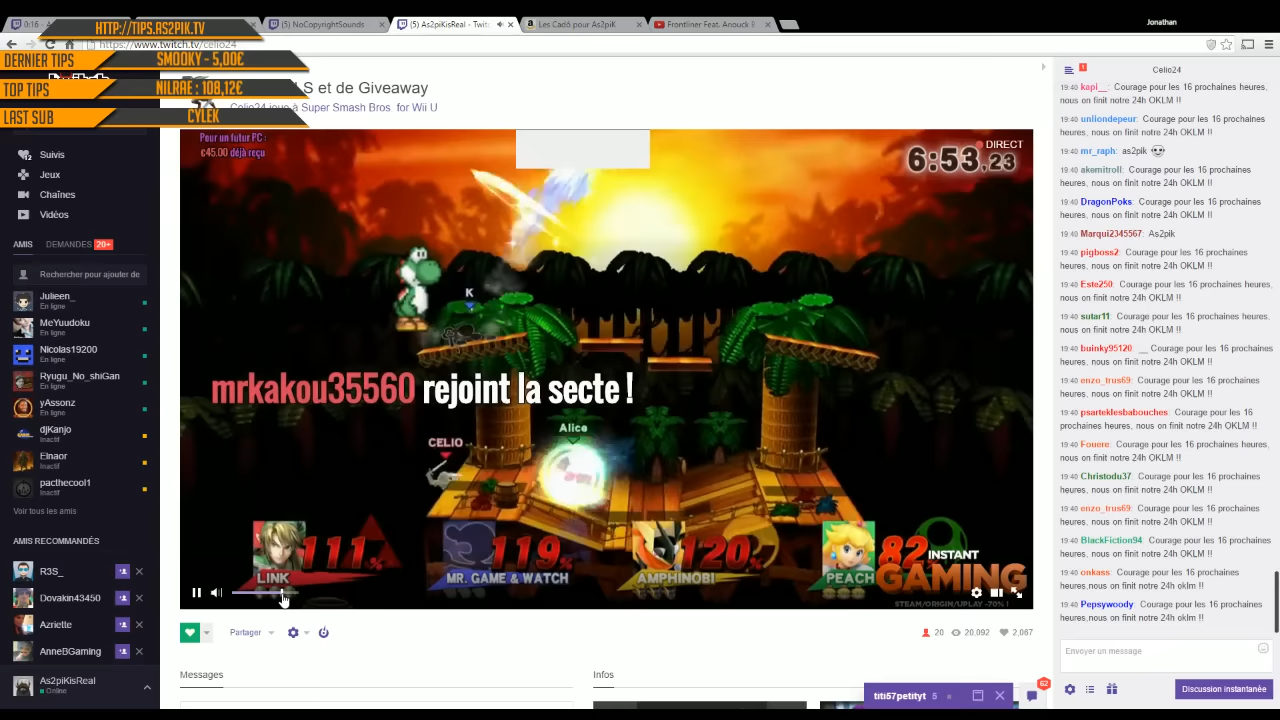 0:16
(5) NoCopyrightSounds
(5) As2piKisReal - Twitc
Les Cadô pour As2piK
Frontliner Feat. Anouck
Jonathan
HTTP://TIPS.AS2PIK.TV
https://www.twitch.tv/celio24
DERNIER TIPS
SMOOKY - 5,00€
TOP TIPS
NILRAE : 108,12€
LAST SUB
CYLEK
S et de Giveaway
Celio24 joue à Super Smash Bros. for Wii U
Suivis
Jeux
Chaînes
Vidéos
AMIS
DEMANDES 20+
Rechercher pour ajouter de
Julieen_
En ligne
MeYuudoku
En ligne
Nicolas19200
En ligne
Ryugu_No_shiGan
En ligne
yAssonz
En ligne
djKanjo
Inactif
Elnaor
Inactif
pacthecool1
Inactif
Voir tous les amis
AMIS RECOMMANDÉS
R3S_
Dovakin43450
Azriette
AnneBGaming
As2piKisReal
Online
Pour un futur PC :
€45.00 déjà reçu
DIRECT
6:53.23
K
mrkakou35560 rejoint la secte !
Alice
CELIO
111%
LINK
119%
MR. GAME & WATCH
120%
AMPHINOBI
82
PEACH
INSTANT
GAMING
STEAM/ORIGIN/UPLAY -70% !
Partager
20
20,092
2,067
Messages
Infos
titi57petityt 5
62
1
Celio24
kapi__: Courage pour les 16 prochaines heures,
nous on finit notre 24h OKLM !!
19:40 unliondepeur: Courage pour les 16 prochaines
heures, nous on finit notre 24h OKLM !!
19:40 mr_raph: as2pik
19:40 akemitroll: Courage pour les 16 prochaines
heures, nous on finit notre 24h OKLM !!
19:40 DragonPoks: Courage pour les 16 prochaines
heures, nous on finit notre 24h OKLM !!
19:40 Marqui2345567: As2pik
19:40 pigboss2: Courage pour les 16 prochaines
heures, nous on finit notre 24h OKLM !!
19:40 Este250: Courage pour les 16 prochaines heures,
nous on finit notre 24h OKLM !!
19:40 sutar11: Courage pour les 16 prochaines heures,
nous on finit notre 24h OKLM !!
19:40 buinky95120: __ Courage pour les 16 prochaines
heures, nous on finit notre 24h OKLM !!
19:40 enzo_trus69: Courage pour les 16 prochaines
heures, nous on finit notre 24h OKLM !!
19:40 psarteklesbabouches: Courage pour les 16
prochaines heures, nous on finit notre 24h OKLM !!
19:40 Fouere: Courage pour les 16 prochaines heures,
nous on finit notre 24h OKLM !!
19:40 Christodu37: Courage pour les 16 prochaines
heures, nous on finit notre 24h OKLM !!
19:40 enzo_trus69: Courage pour les 16 prochaines
heures, nous on finit notre 24h OKLM !!
19:40 BlackFiction94: Courage pour les 16 prochaines
heures, nous on finit notre 24h OKLM !!
19:40 onkass: Courage pour les 16 prochaines
heures,nous on finit notre 24h oklm !!
19:40 Pepsywoody: Courage pour les 16 prochaines
heures,nous on finit notre 24h oklm !!
Envoyer un message
Discussion instantanée